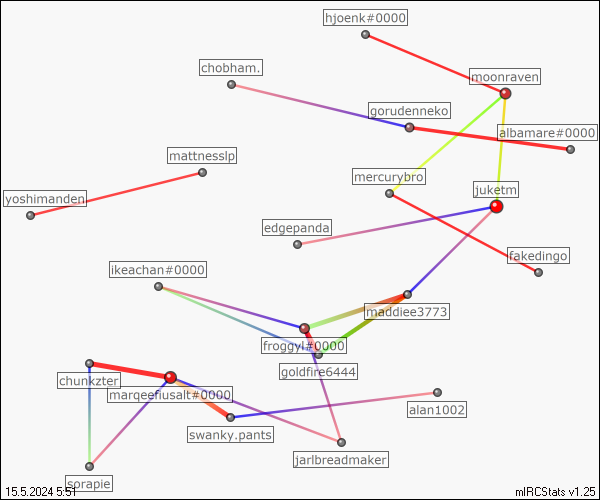 hjoenk#0000
chobham.
moonraven
gorudenneko
albamare#0000
mattnesslp
mercurybro
juketm
yoshimanden
edgepanda
fakedingo
ikeachan#0000
maddiee3773
froggyl#0000
goldfire6444
chunkzter
marqeefiusalt#0000
alan1002
swanky.pants
jarlbreadmaker
sorapie
15.5.2024 5:51
mIRCStats v1.25